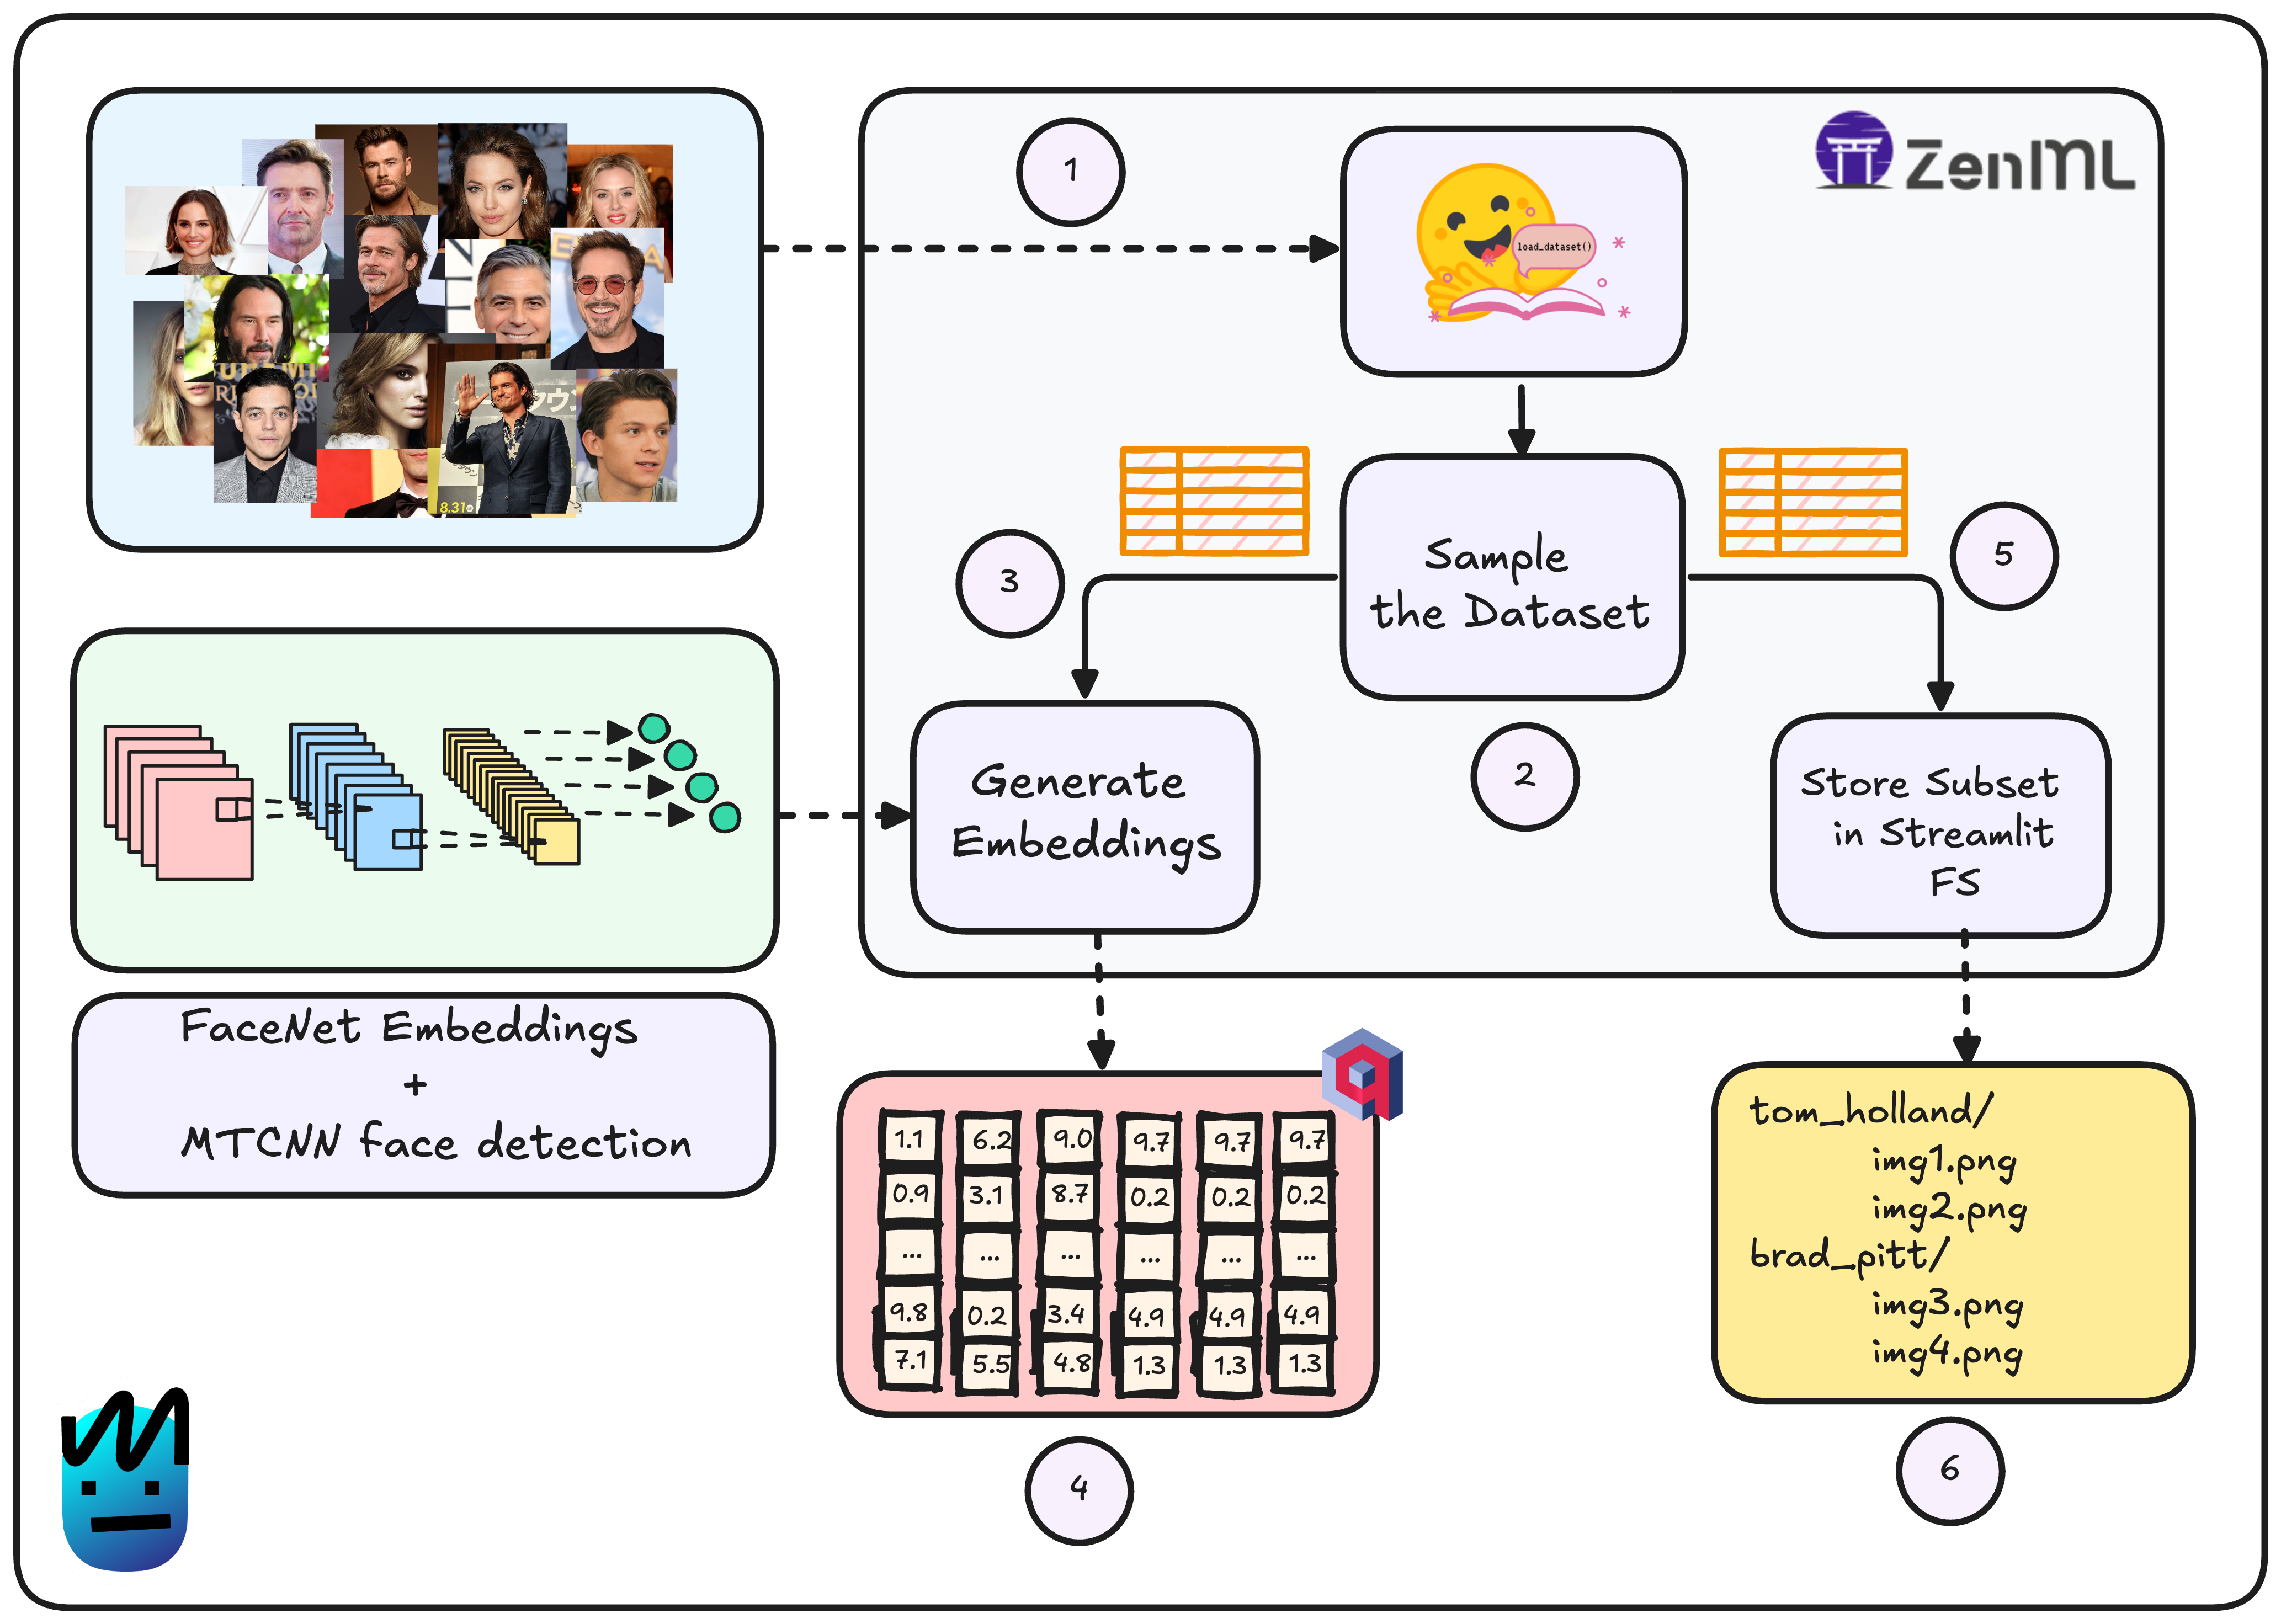 1
load_dataset()
ZenML
8.31
3
Sample
the Dataset
5
2
Generate
Embeddings
Store Subset
in Streamlit
FS
FaceNet Embeddings
+
MTCNN face detection
1.1 6.2 9.0 9.7 9.7 9.7
0.9 3.1 8.7 0.2 0.2 0.2
... ... ... ... ... ...
9.8 0.2 3.4 4.9 4.9 4.9
7.1 5.5 4.8 1.3 1.3 1.3
tom_holland/
img1.png
img2.png
brad_pitt/
img3.png
img4.png
4
6